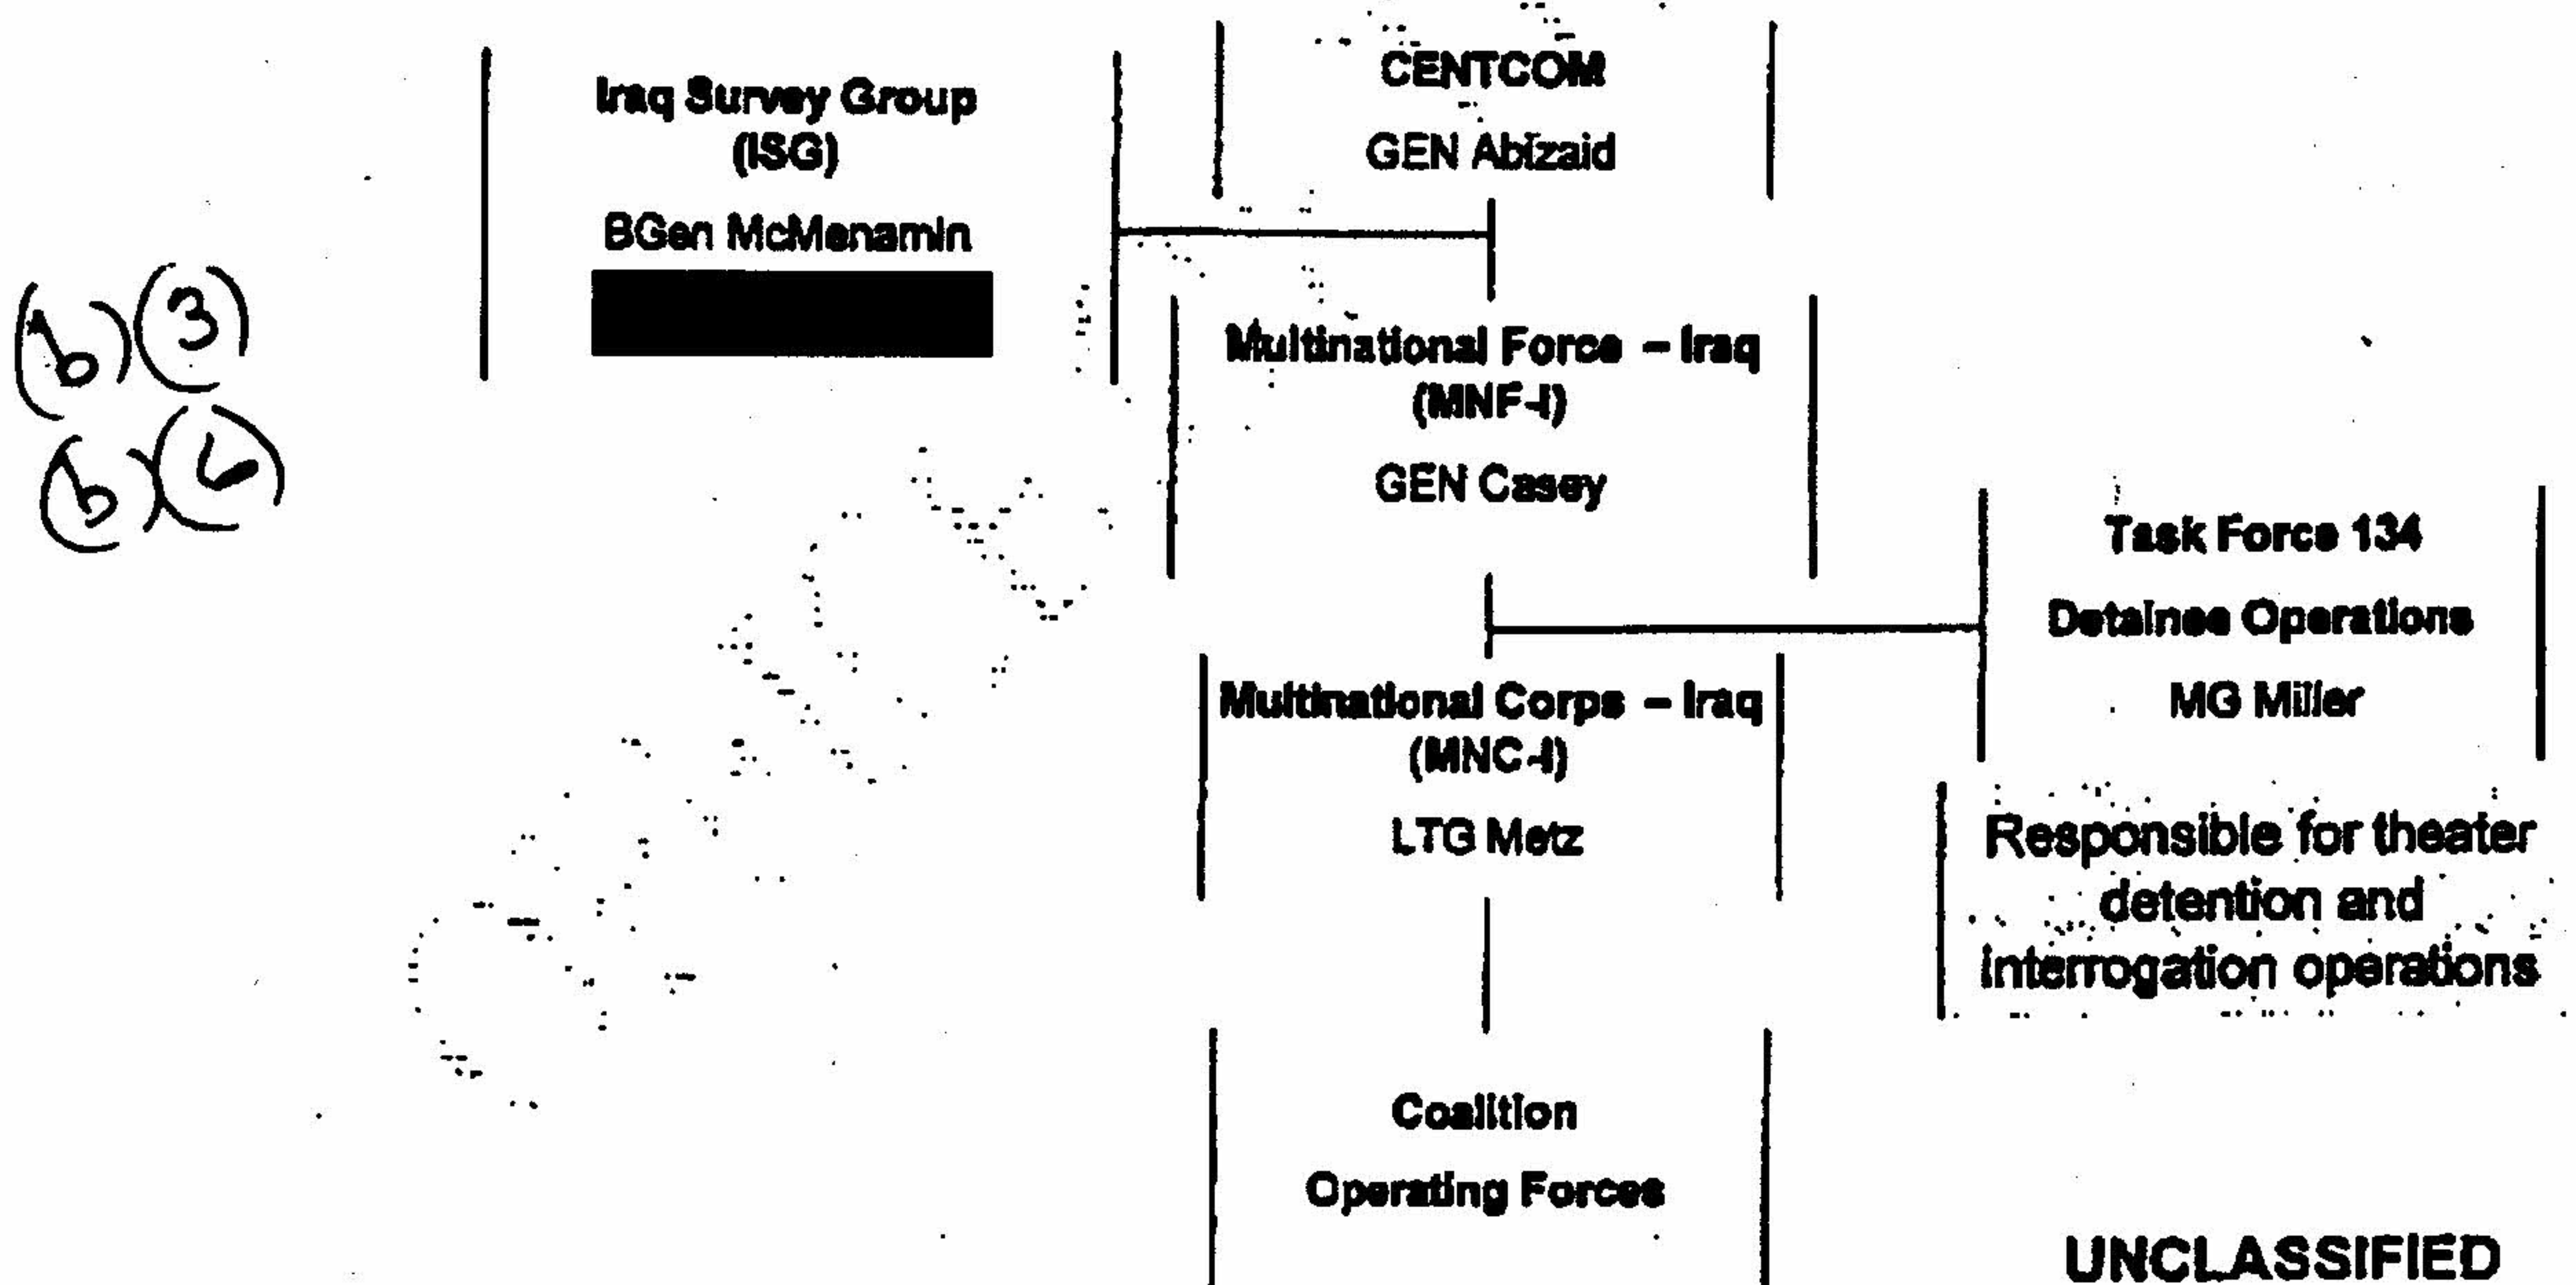 Iraq Survey Group
(ISG)
BGen McMenamin
(b)(3)
(b)(6)
CENTCOM
GEN Abizaid
Multinational Force – Iraq
(MNF-I)
GEN Casey
Task Force 134
Detainee Operations
MG Miller
Responsible for theater
detention and
interrogation operations
Multinational Corps – Iraq
(MNC-I)
LTG Metz
Coalition
Operating Forces
UNCLASSIFIED